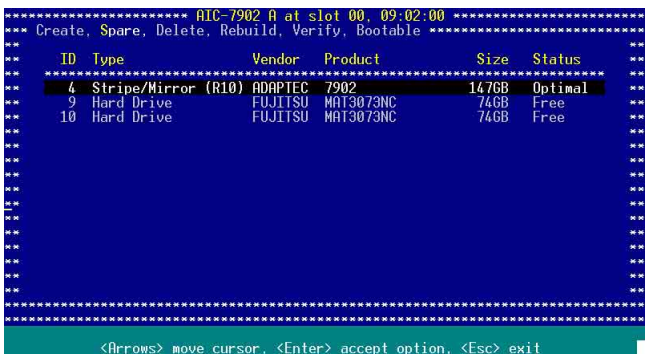 AIC-7902 A at slot 00, 09:02:00
Create, Spare, Delete, Rebuild, Verify, Bootable
ID Type Vendor Product Size Status
4 Stripe/Mirror (R10) ADAPTEC 7902 147GB Optimal
9 Hard Drive FUJITSU MAT3073NC 74GB Free
10 Hard Drive FUJITSU MAT3073NC 74GB Free
<Arrows> move cursor, <Enter> accept option, <Esc> exit